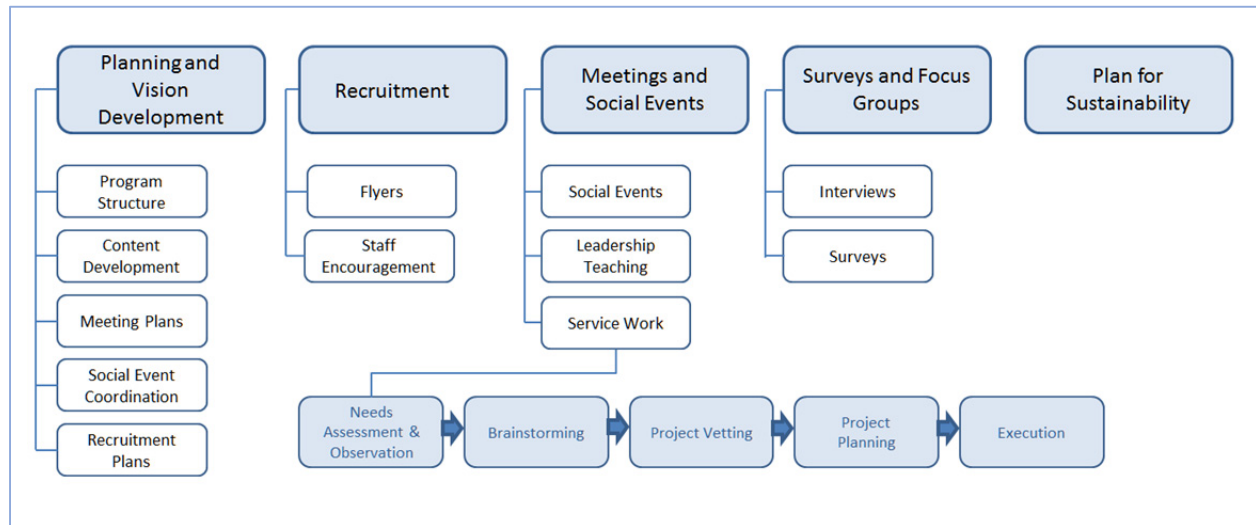 Planning and
Vision
Development
Program
Structure
Content
Development
Meeting Plans
Social Event
Coordination
Recruitment
Plans
Recruitment
Flyers
Staff
Encouragement
Meetings and
Social Events
Social Events
Leadership
Teaching
Service Work
Surveys and Focus
Groups
Interviews
Surveys
Plan for
Sustainability
Needs
Assessment &
Observation
Brainstorming
Project Vetting
Project
Planning
Execution